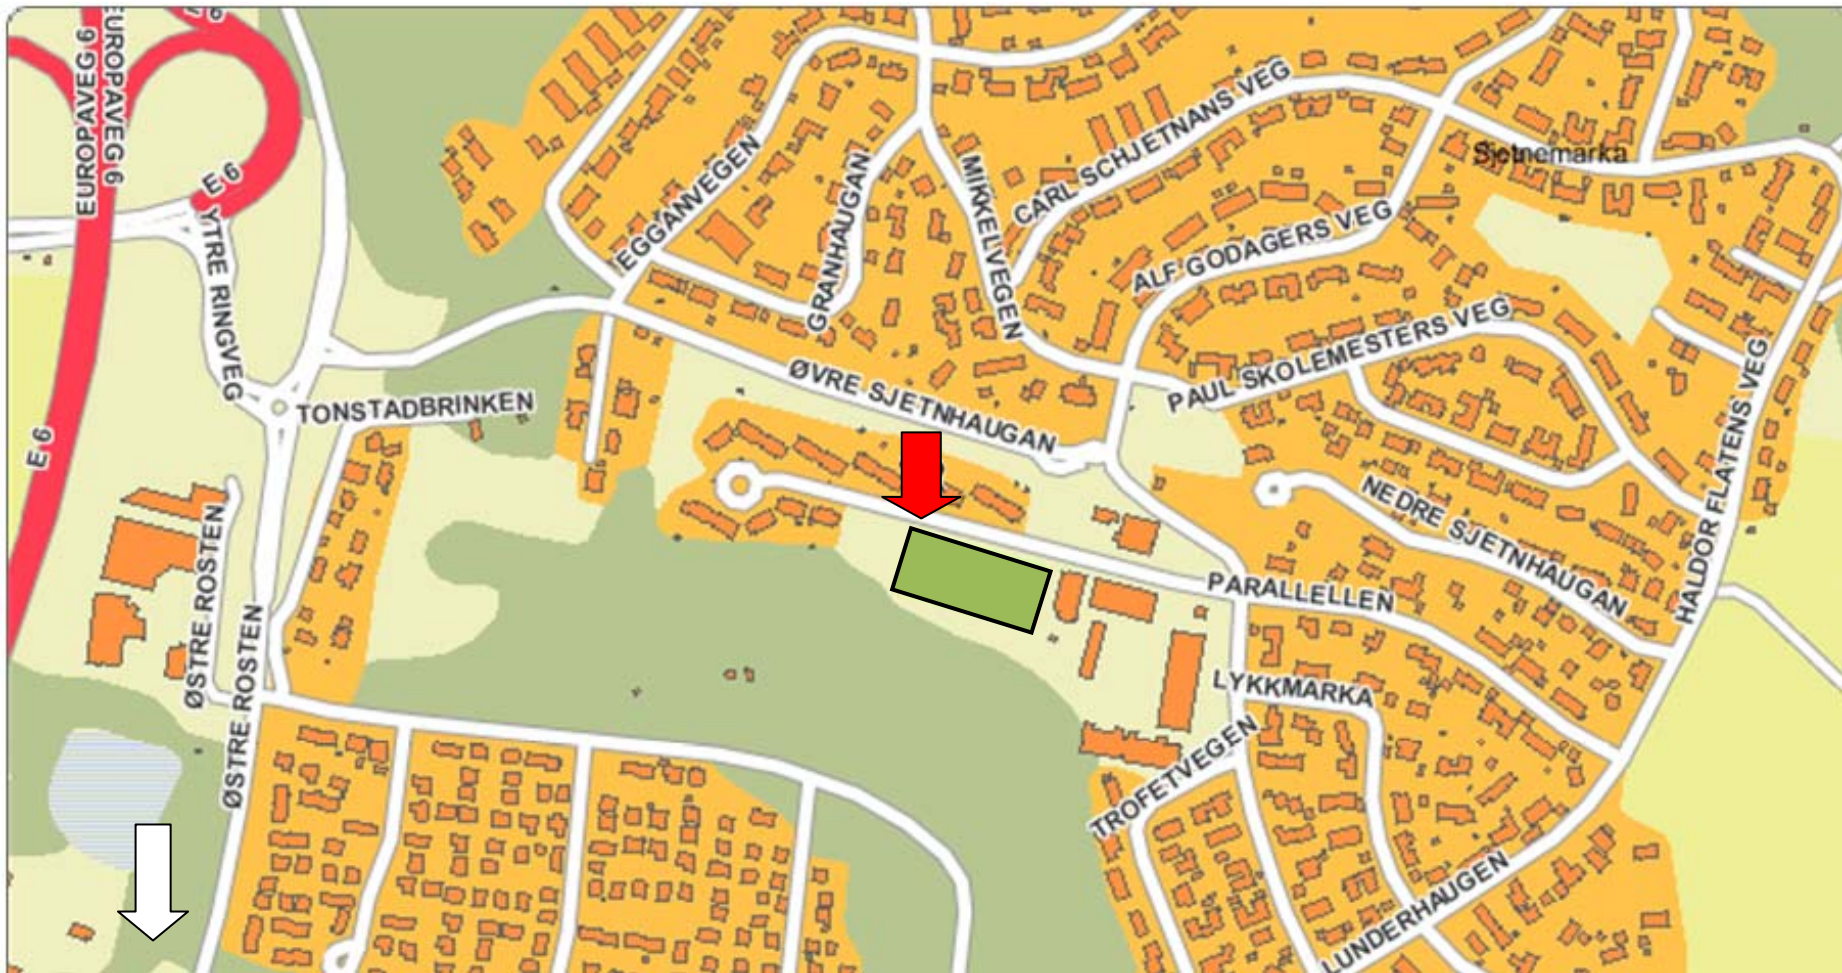 EUROPAVEG 6
EUROPAVEG 6
E 6
YTRE RINGVEG
E 6
TONSTADBRINKEN
ØSTRE ROSTEN
ØSTRE ROSTEN
EGGANVEGEN
GRANHAUGAN
MIKKELVEGEN
CARL SCHJETNANS VEG
Sjetnemarka
ALF GODAGERS VEG
PAUL SKOLEMESTERS VEG
ØVRE SJETNHAUGAN
NEDRE SJETNHAUGAN
HALDOR FLATENS VEG
PARALLELLEN
LYKKMARKA
TROFETVEGEN
LUNDERHAUGEN